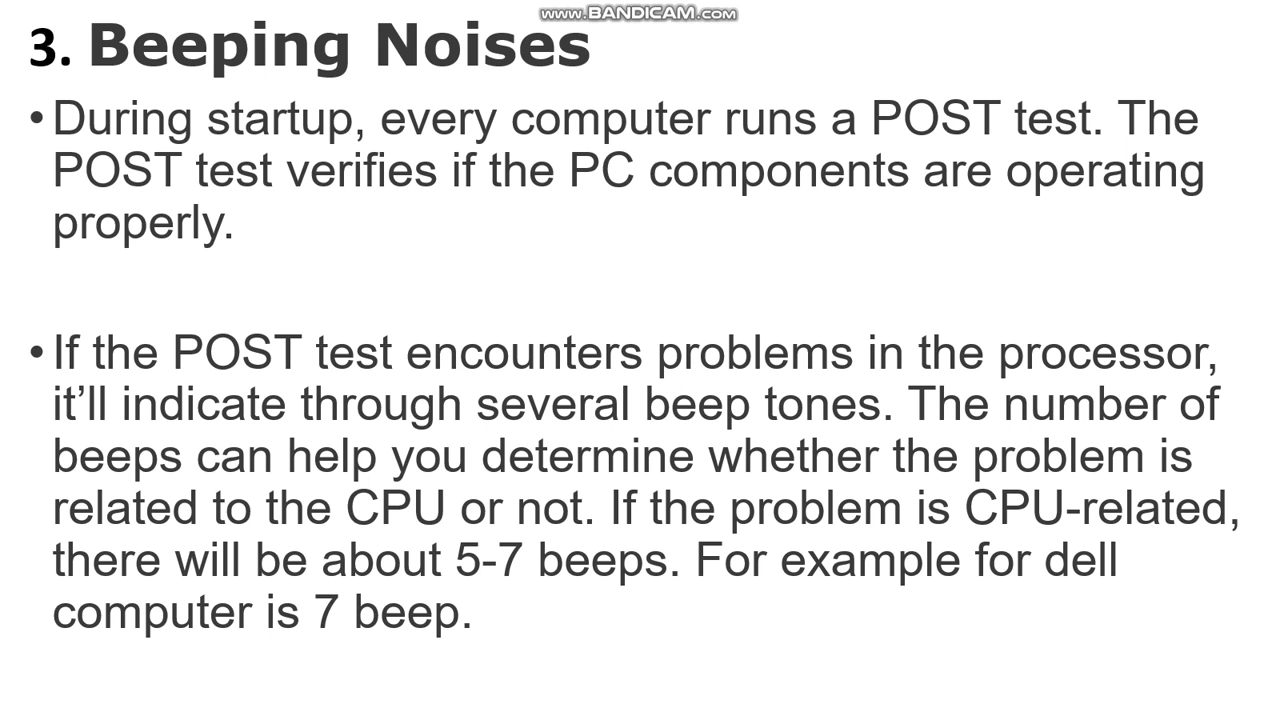 www.BANDICAM.com
3. Beeping Noises
•During startup, every computer runs a POST test. The
POST test verifies if the PC components are operating
properly.
•If the POST test encounters problems in the processor,
it’ll indicate through several beep tones. The number of
beeps can help you determine whether the problem is
related to the CPU or not. If the problem is CPU-related,
there will be about 5-7 beeps. For example for dell
computer is 7 beep.